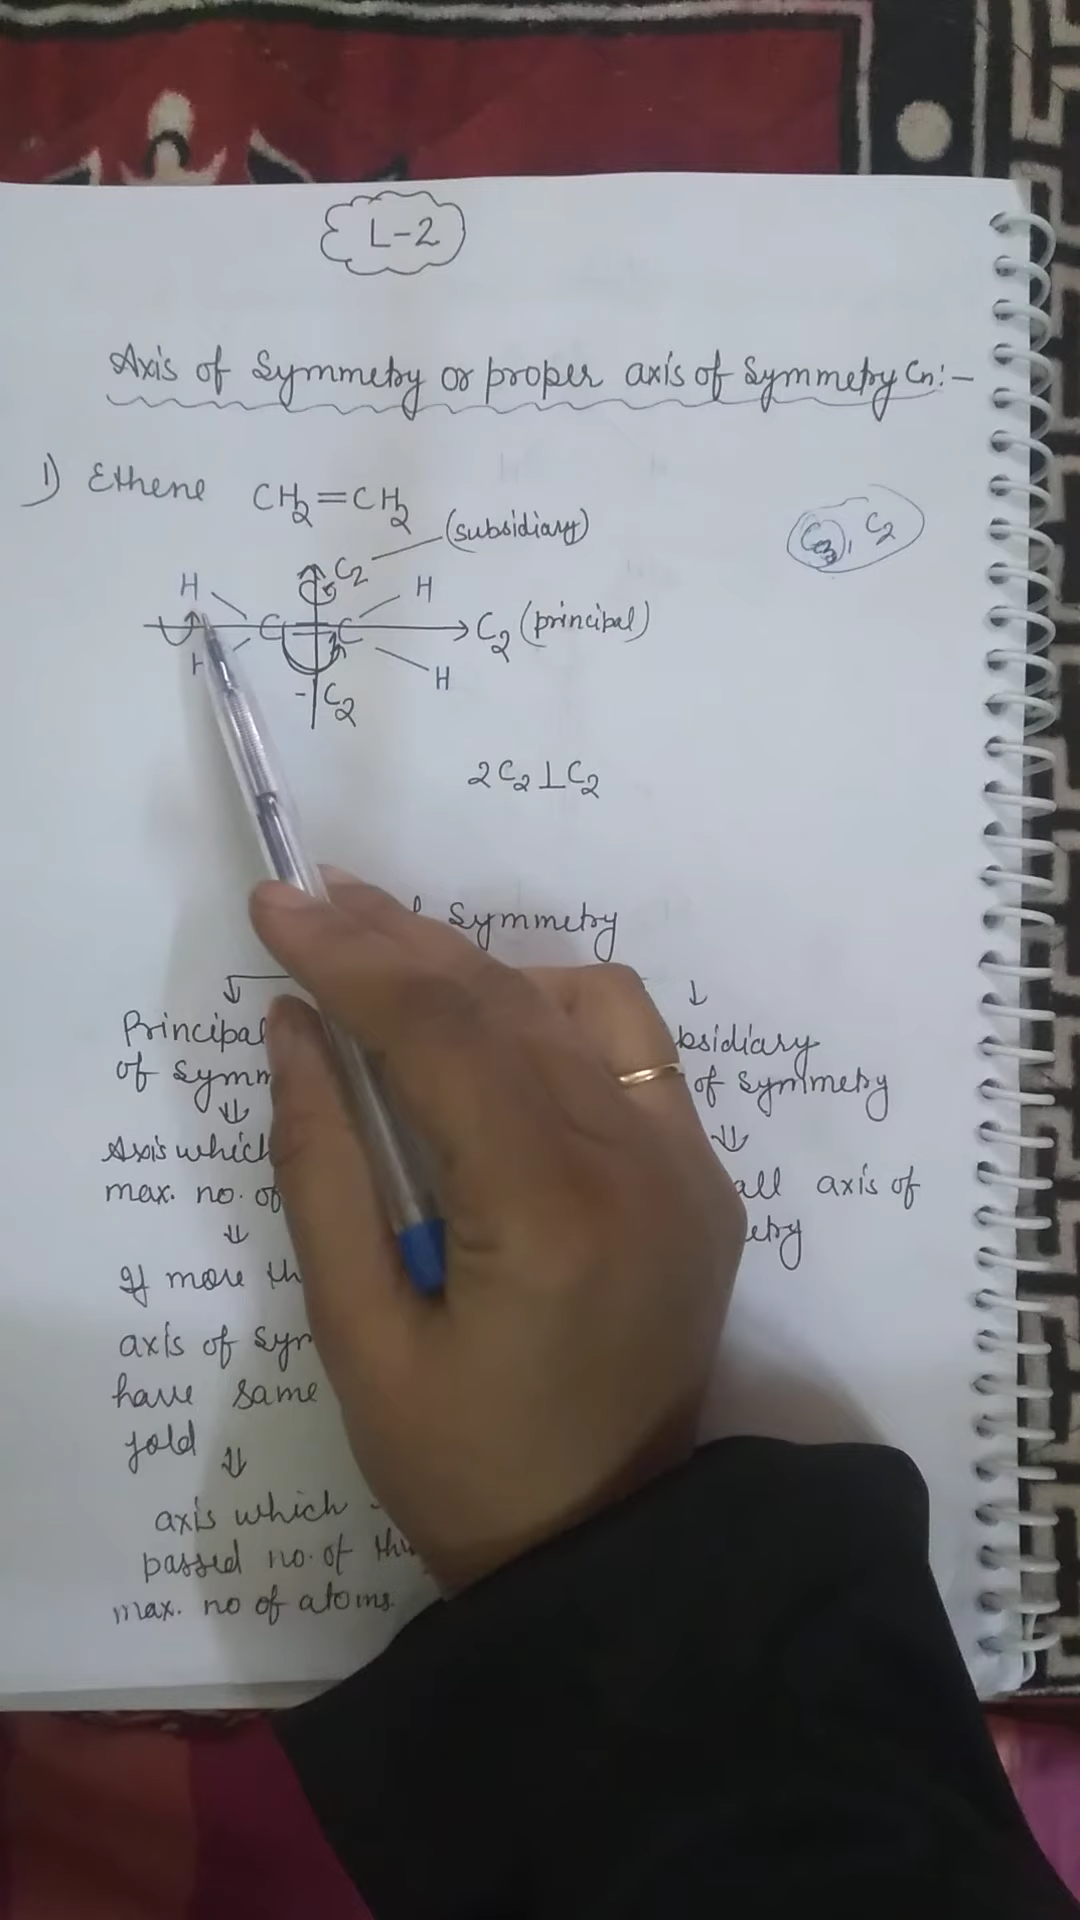 L-2
Axis of Symmetry or proper axis of Symmetry Cn:-
1) Ethene CH2=CH2
(subsidiary)
C3, C2
C2
H H
C C C2 (principal)
H H
C2
2C2⊥C2
Symmetry
Principal
of symm
Axis which
max. no. of
If more th
axis of sym
have same
fold
axis which
passed no. of thr
max. no of atoms.
bsidiary
of symmetry
all axis of
etry